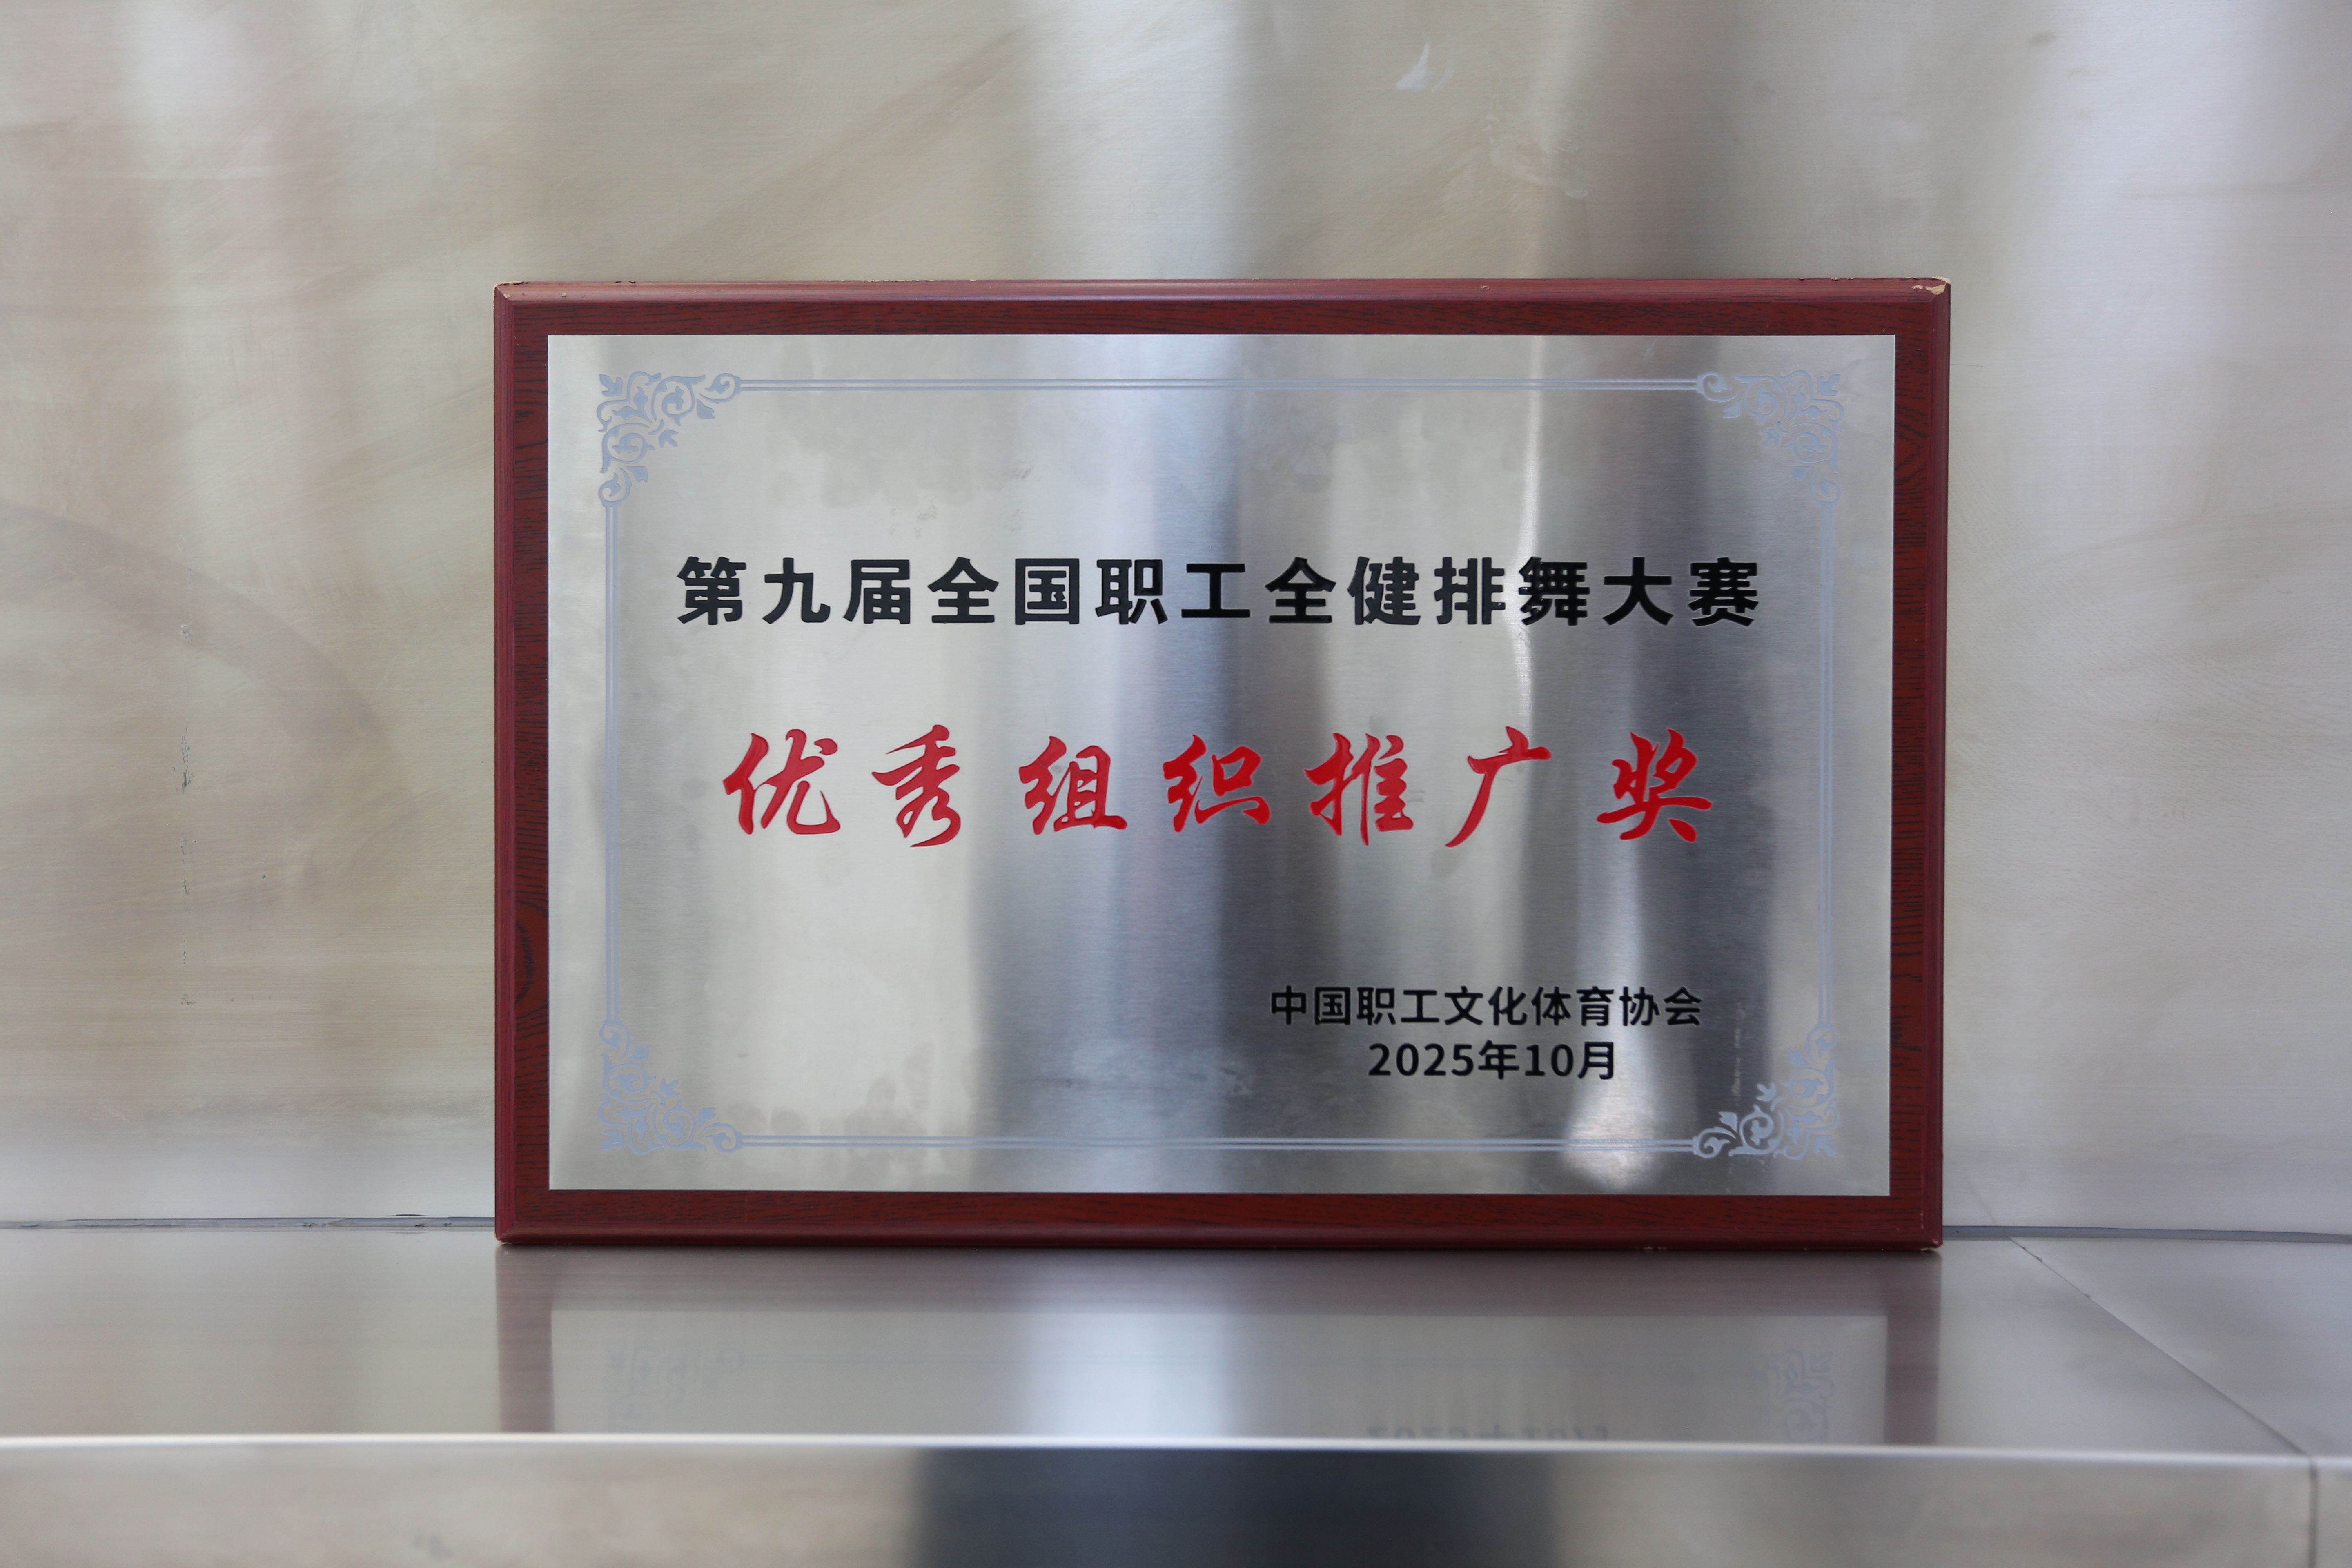 第九届全国职工全健排舞大赛
优秀组织推广奖
中国职工文化体育协会
2025年10月